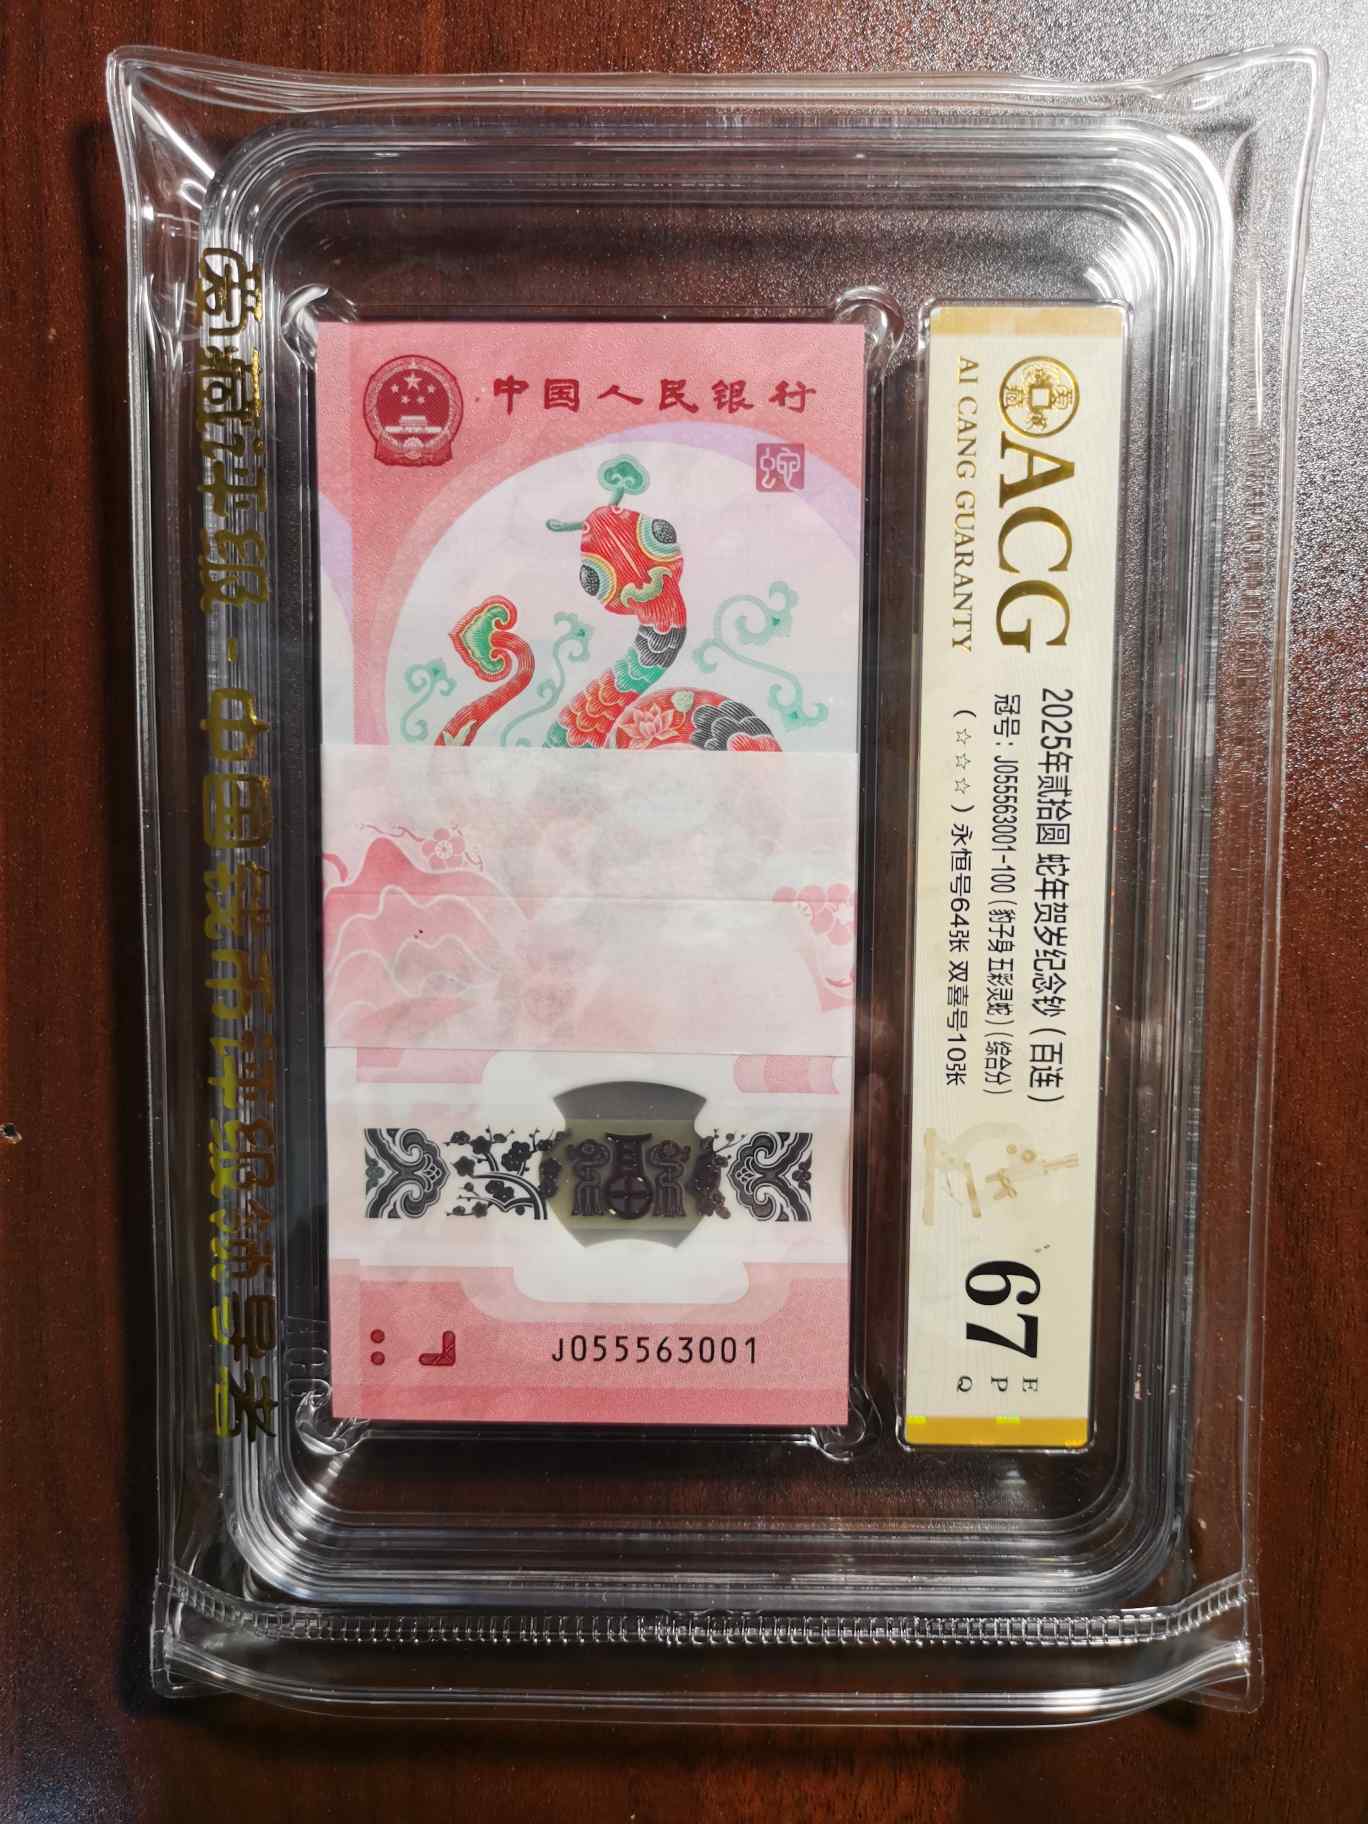 中国人民银行
蛇
J055563001
ACG
AI CANG GUARANTY
2025年贰拾圆 蛇年贺岁纪念钞（百连）
冠号：J055563001-100（豹子身 五彩灵蛇）（综合分）
（☆☆☆）永恒号64张 双喜号10张
67
E
P
Q
爱藏评级-中国钱币评级领导者